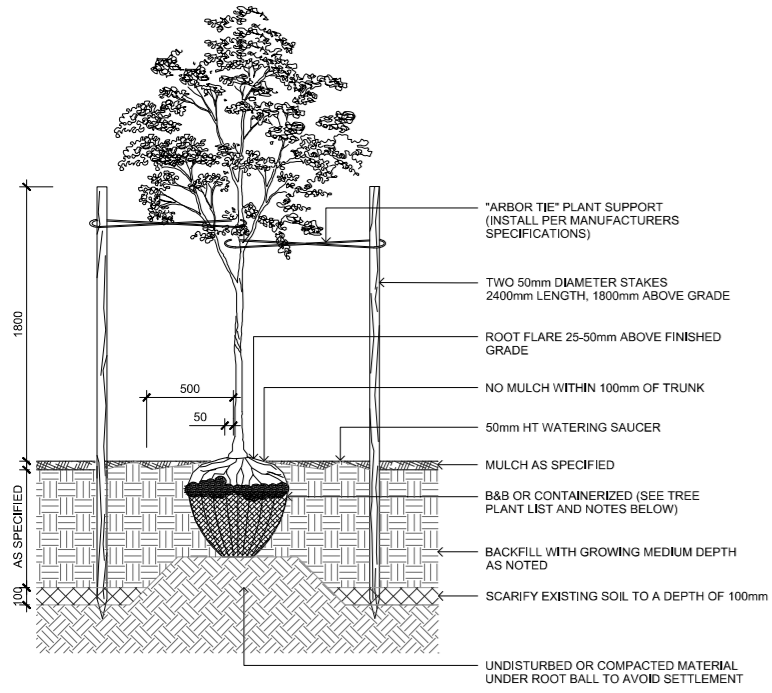 "ARBOR TIE" PLANT SUPPORT
(INSTALL PER MANUFACTURERS
SPECIFICATIONS)
TWO 50mm DIAMETER STAKES
2400mm LENGTH, 1800mm ABOVE GRADE
1800
ROOT FLARE 25-50mm ABOVE FINISHED
GRADE
500
NO MULCH WITHIN 100mm OF TRUNK
50
50mm HT WATERING SAUCER
MULCH AS SPECIFIED
AS SPECIFIED
B&B OR CONTAINERIZED (SEE TREE
PLANT LIST AND NOTES BELOW)
BACKFILL WITH GROWING MEDIUM DEPTH
AS NOTED
100
SCARIFY EXISTING SOIL TO A DEPTH OF 100mm
UNDISTURBED OR COMPACTED MATERIAL
UNDER ROOT BALL TO AVOID SETTLEMENT